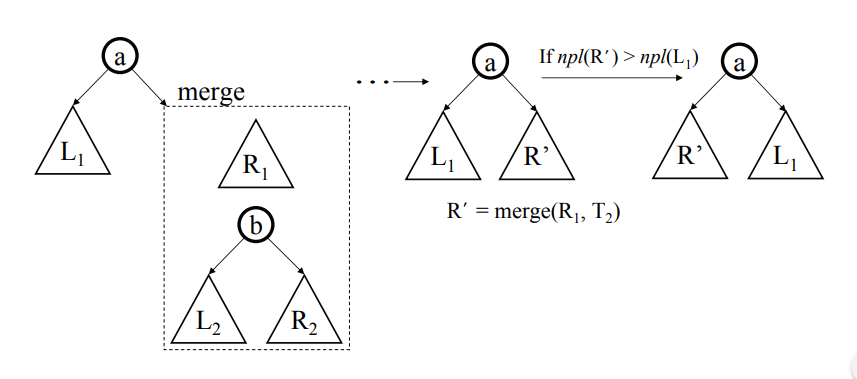 a
merge
L₁
R₁
b
L₂
R₂
· · ·
a
L₁
R’
R′ = merge(R₁, T₂)
If npl(R′) > npl(L₁)
a
R’
L₁